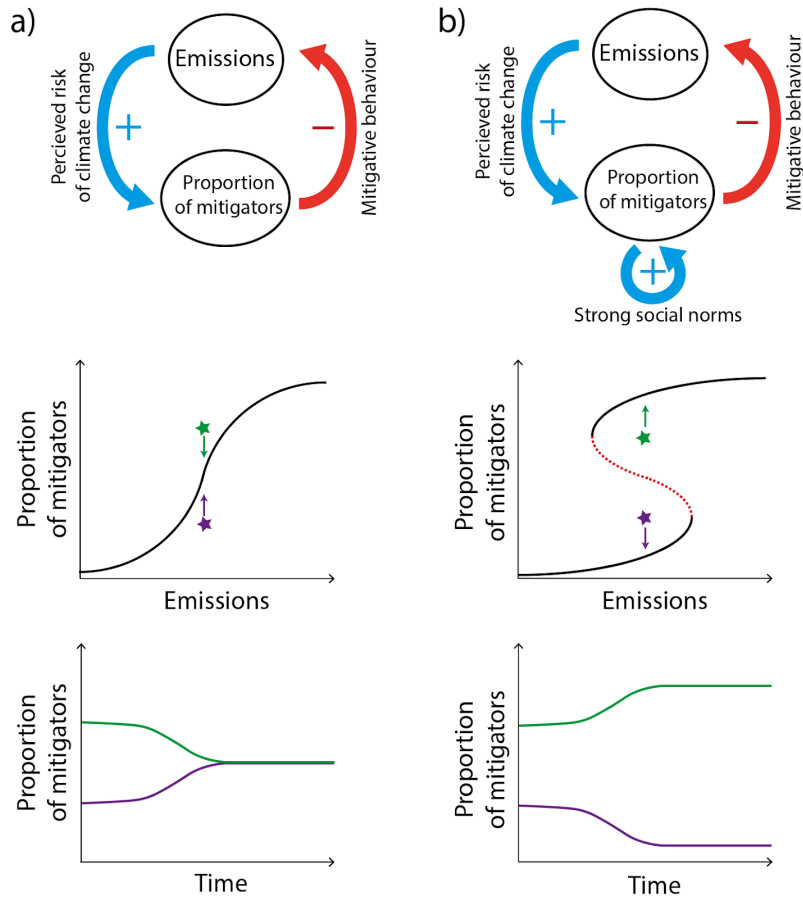 a)
Emissions
Percieved risk
of climate change
+
−
Mitigative behaviour
Proportion
of mitigators
Proportion
of mitigators
Emissions
Proportion
of mitigators
Time
b)
Emissions
Percieved risk
of climate change
+
−
Mitigative behaviour
Proportion
of mitigators
+
Strong social norms
Proportion
of mitigators
Emissions
Proportion
of mitigators
Time